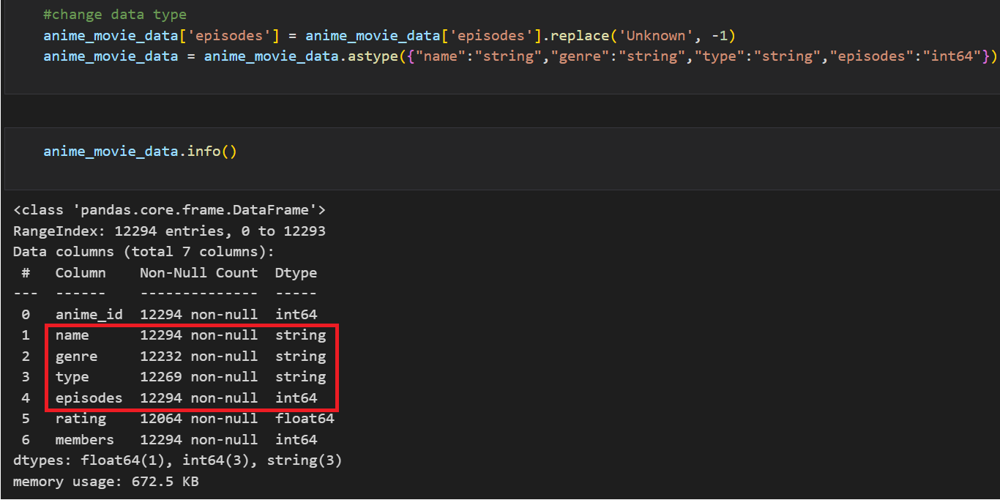 #change data type
anime_movie_data['episodes'] = anime_movie_data['episodes'].replace('Unknown', -1)
anime_movie_data = anime_movie_data.astype({"name":"string","genre":"string","type":"string","episodes":"int64"})
anime_movie_data.info()
<class 'pandas.core.frame.DataFrame'>
RangeIndex: 12294 entries, 0 to 12293
Data columns (total 7 columns):
 #   Column    Non-Null Count  Dtype
---  ------    --------------  -----
 0   anime_id  12294 non-null  int64
 1   name      12294 non-null  string
 2   genre     12232 non-null  string
 3   type      12269 non-null  string
 4   episodes  12294 non-null  int64
 5   rating    12064 non-null  float64
 6   members   12294 non-null  int64
dtypes: float64(1), int64(3), string(3)
memory usage: 672.5 KB